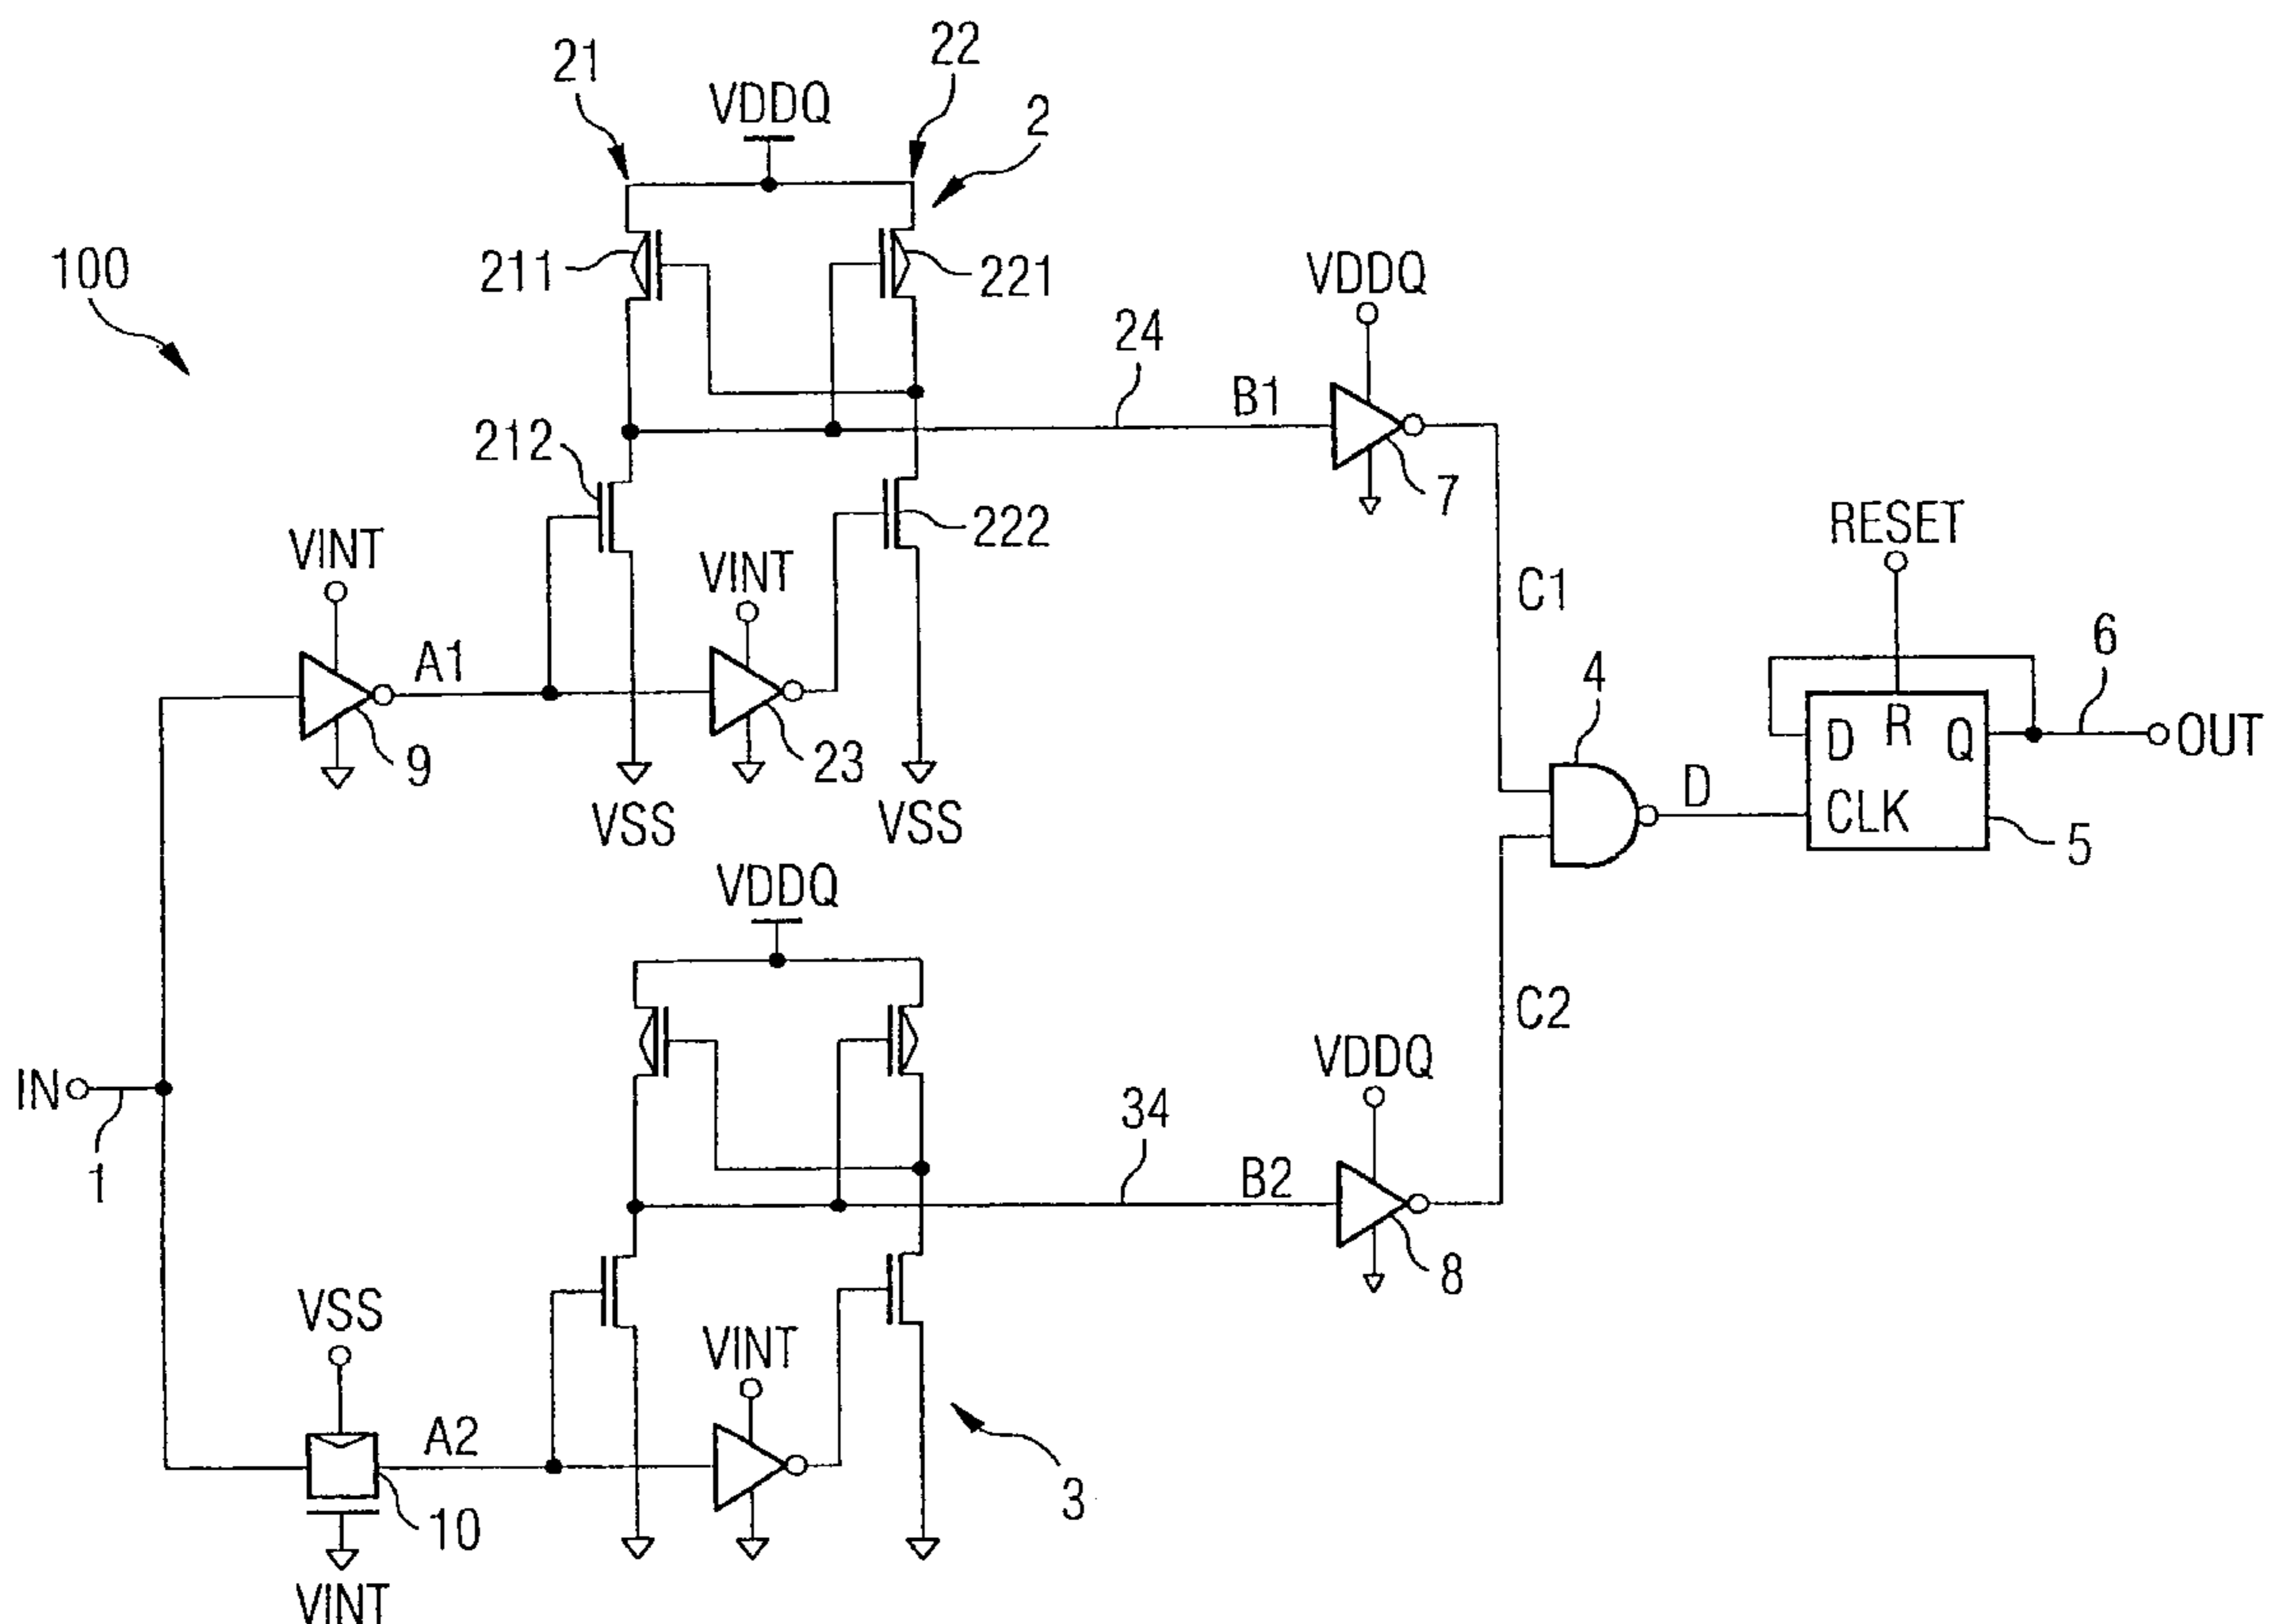 21
22
VDDQ
2
100
211
221
VDDQ
24
B1
212
7
VINT
VINT
222
RESET
C1
A1
4
6
9
23
D
D R Q
OUT
CLK
5
VSS
VSS
VDDQ
C2
VDDQ
IN
34
1
B2
8
VSS
VINT
A2
3
10
VINT